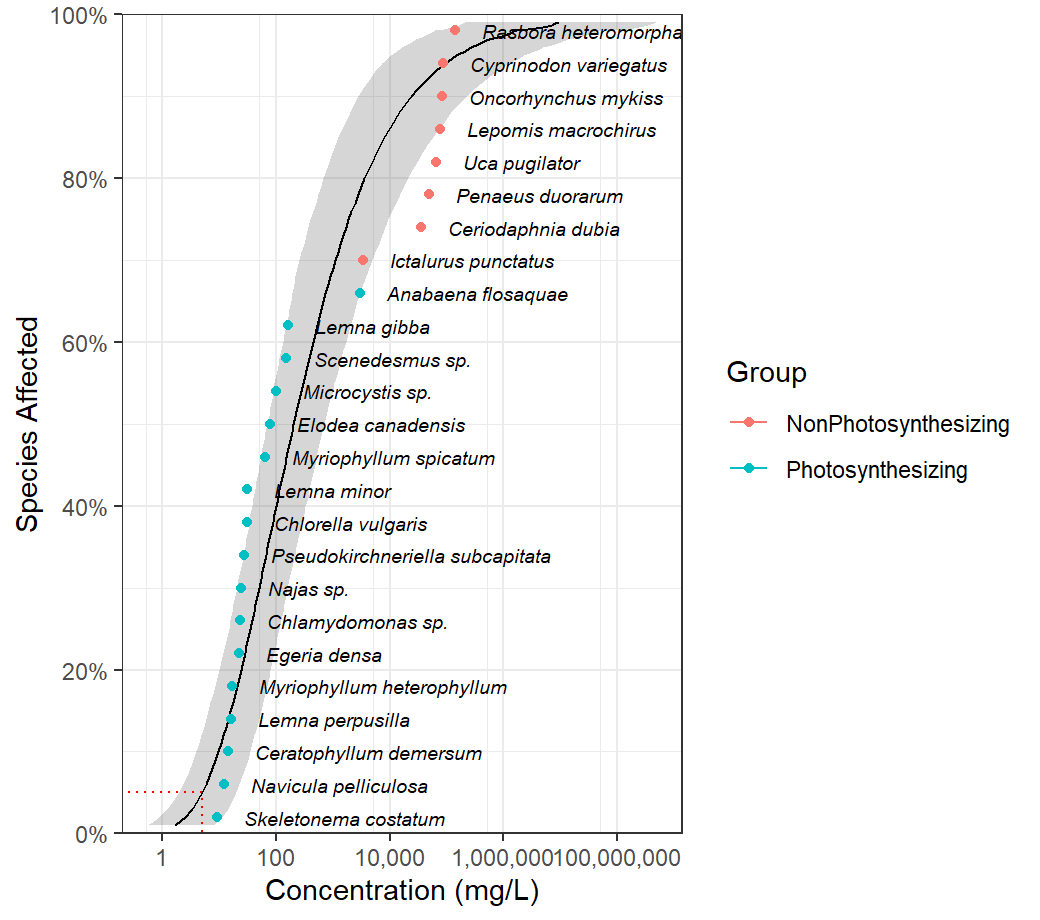 100%
80%
60%
40%
20%
0%
Species Affected
Rasbora heteromorpha
Cyprinodon variegatus
Oncorhynchus mykiss
Lepomis macrochirus
Uca pugilator
Penaeus duorarum
Ceriodaphnia dubia
Ictalurus punctatus
Anabaena flosaquae
Lemna gibba
Scenedesmus sp.
Microcystis sp.
Elodea canadensis
Myriophyllum spicatum
Lemna minor
Chlorella vulgaris
Pseudokirchneriella subcapitata
Najas sp.
Chlamydomonas sp.
Egeria densa
Myriophyllum heterophyllum
Lemna perpusilla
Ceratophyllum demersum
Navicula pelliculosa
Skeletonema costatum
1 100 10,000 1,000,000 100,000,000
Concentration (mg/L)
Group
NonPhotosynthesizing
Photosynthesizing